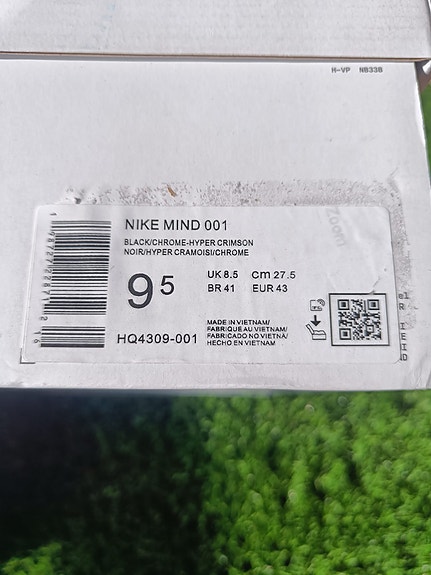 H-VP NB33B
NIKE MIND 001
BLACK/CHROME-HYPER CRIMSON
NOIR/HYPER CRAMOISI/CHROME
9 5
UK 8.5 Cm 27.5
BR 41 EUR 43
HQ4309-001
MADE IN VIETNAM/
FABRIQUE AU VIETNAM/
FABRICADO NO VIETNA/
HECHO EN VIETNAM
Zoom